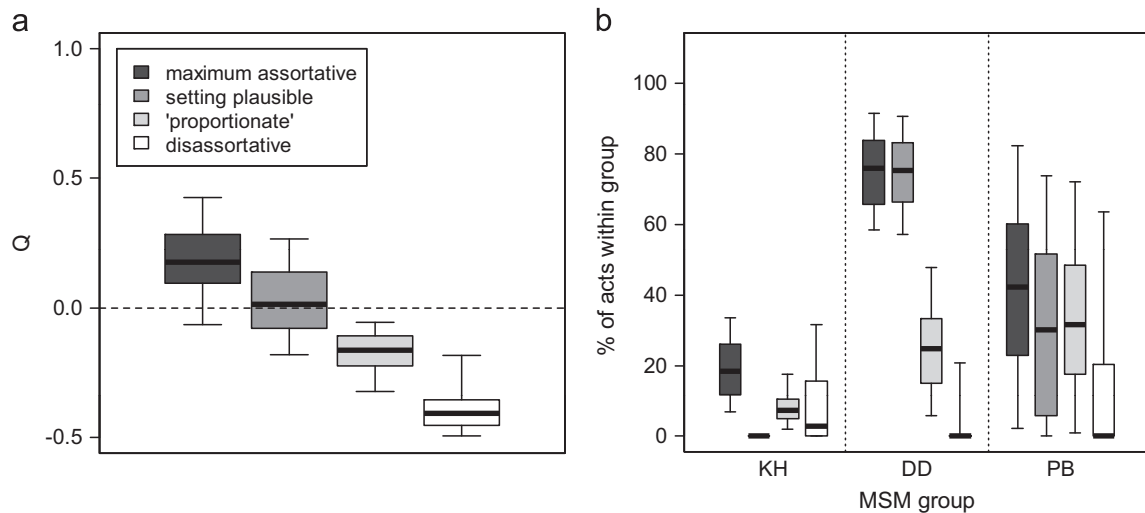 a
1.0
0.5
0.0
-0.5
Q
maximum assortative
setting plausible
'proportionate'
disassortative
b
100
80
60
40
20
0
% of acts within group
KH DD PB
MSM group